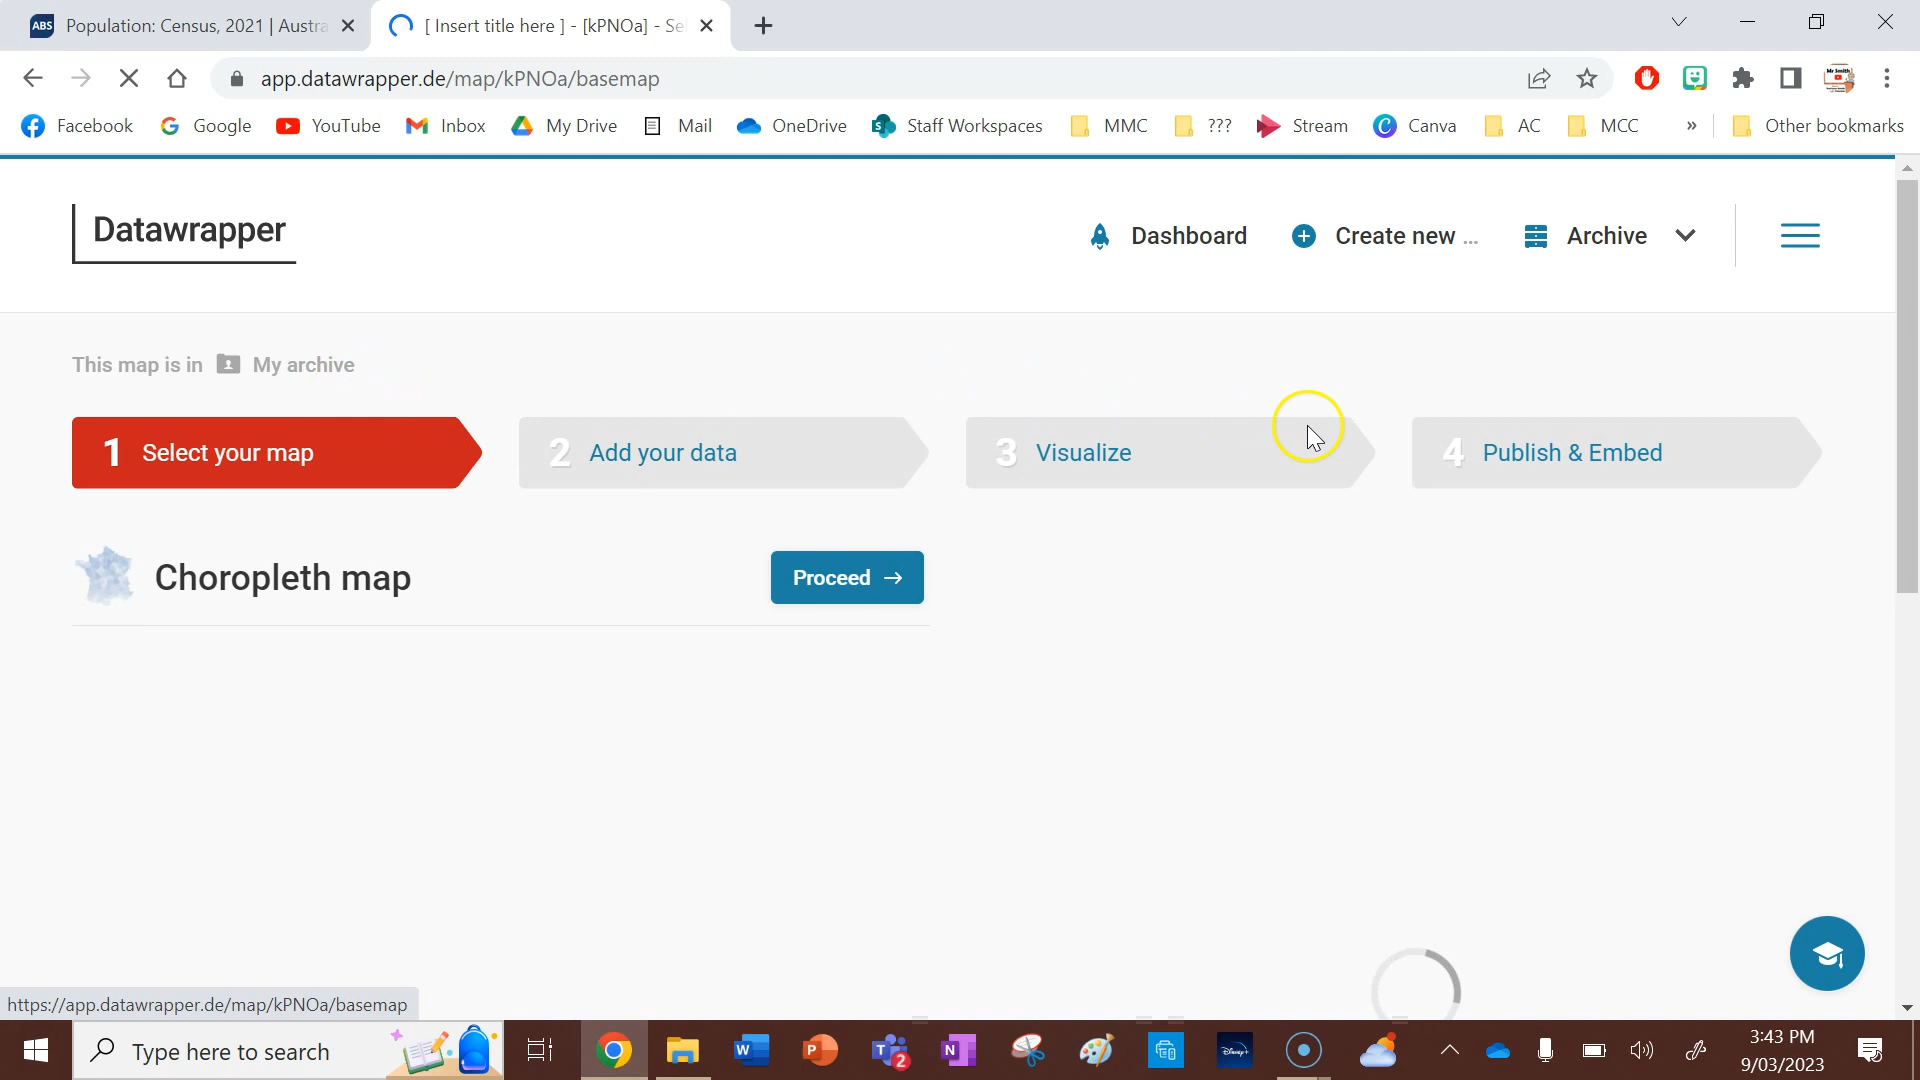 ABS Population: Census, 2021 | Austra
[ Insert title here ] - [kPNOa] - Se
app.datawrapper.de/map/kPNOa/basemap
Facebook Google YouTube Inbox My Drive Mail OneDrive Staff Workspaces MMC ??? Stream Canva AC MCC » Other bookmarks
Datawrapper
Dashboard Create new ... Archive
This map is in My archive
1 Select your map
2 Add your data
3 Visualize
4 Publish & Embed
Choropleth map
Proceed →
https://app.datawrapper.de/map/kPNOa/basemap
Type here to search
2
3:43 PM
9/03/2023